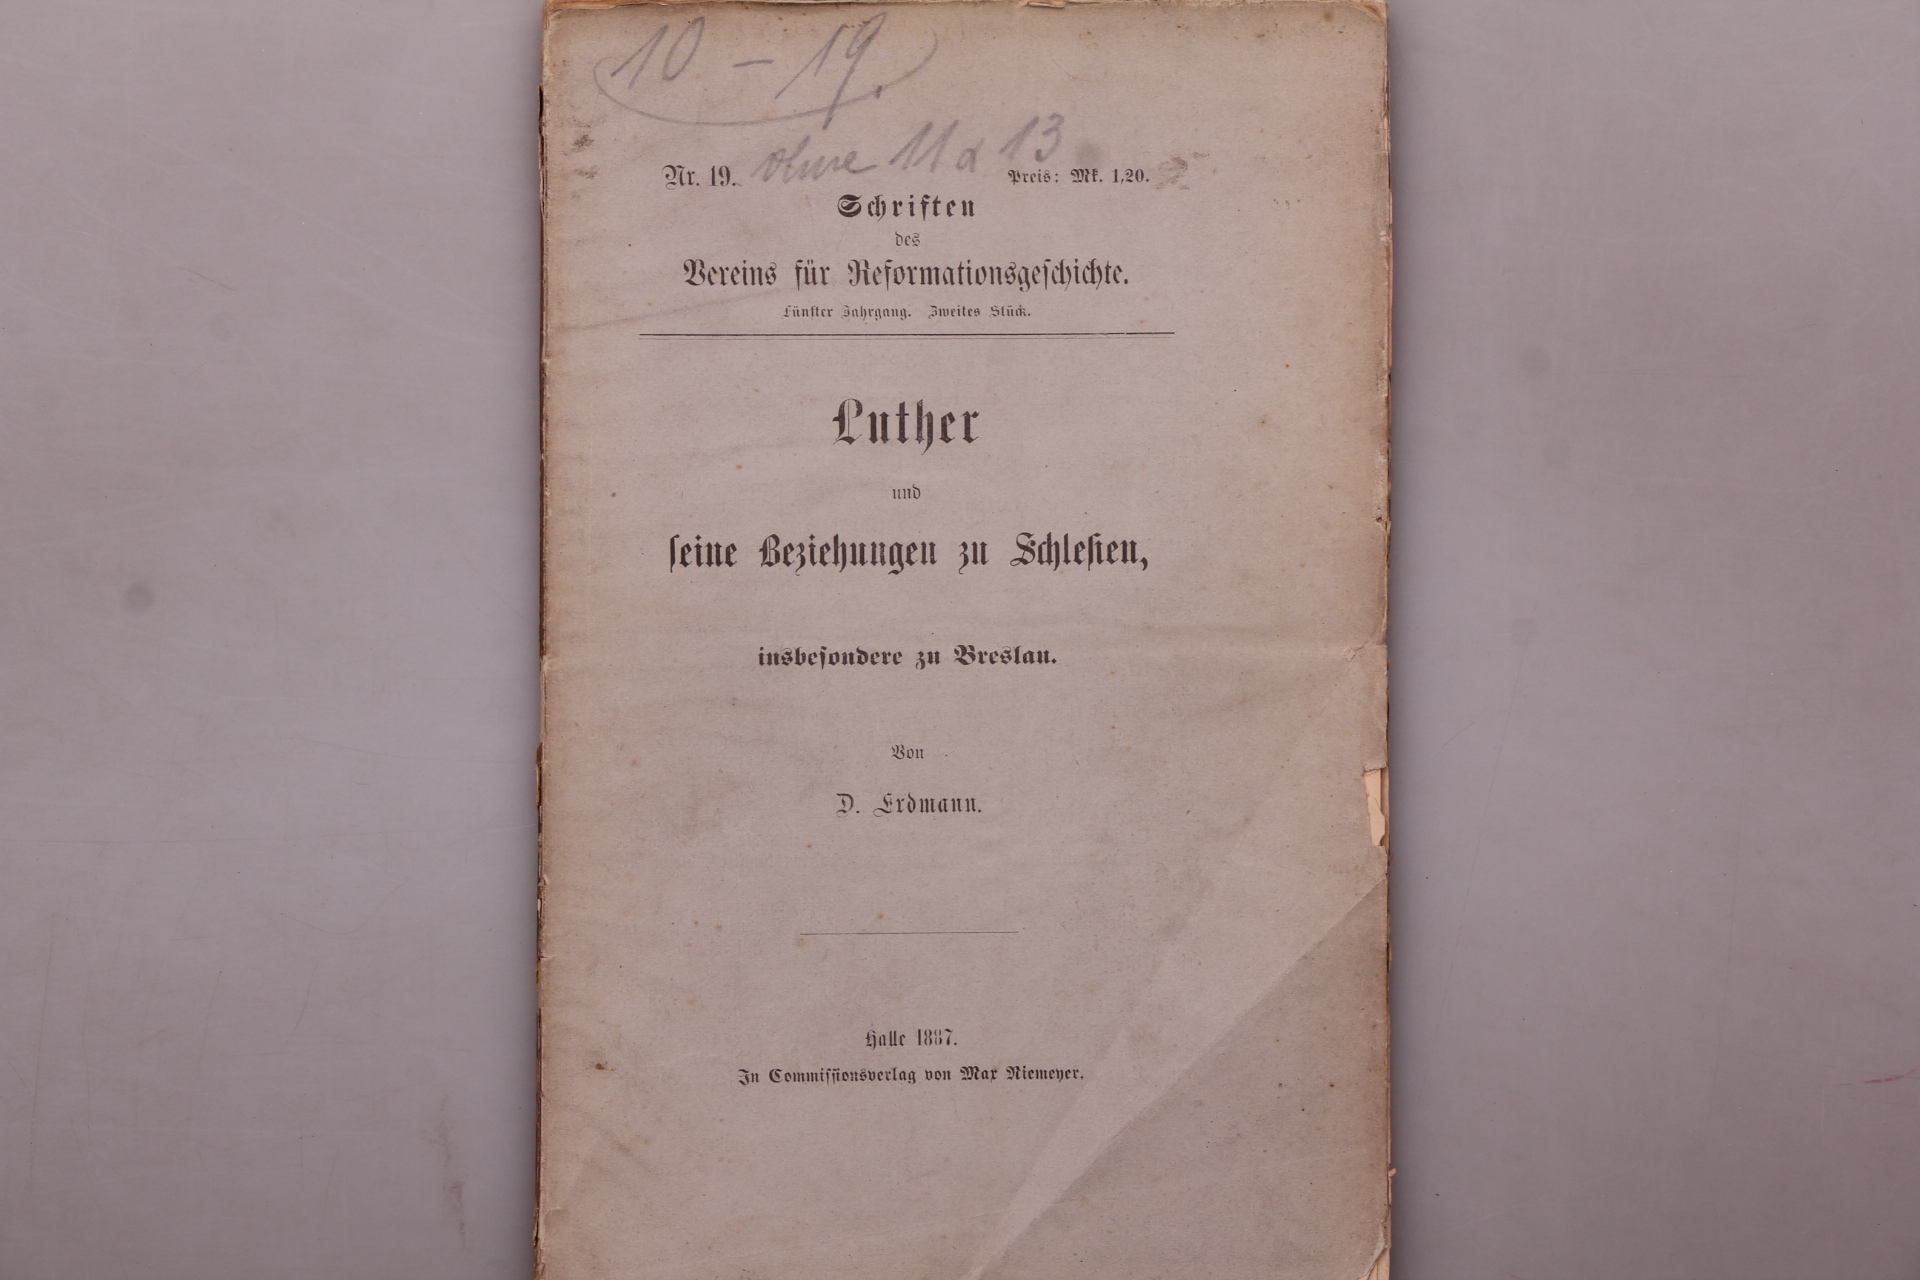 10 – 19.
ohne 11 & 13
Nr. 19. Preis: Mk. 1,20.
Schriften
des
Vereins für Reformationsgeschichte.
Fünfter Jahrgang. Zweites Stück.
Luther
und
seine Beziehungen zu Schlesien,
insbesondere zu Breslau.
Von
D. Erdmann.
Halle 1887.
In Commissionsverlag von Max Niemeyer.